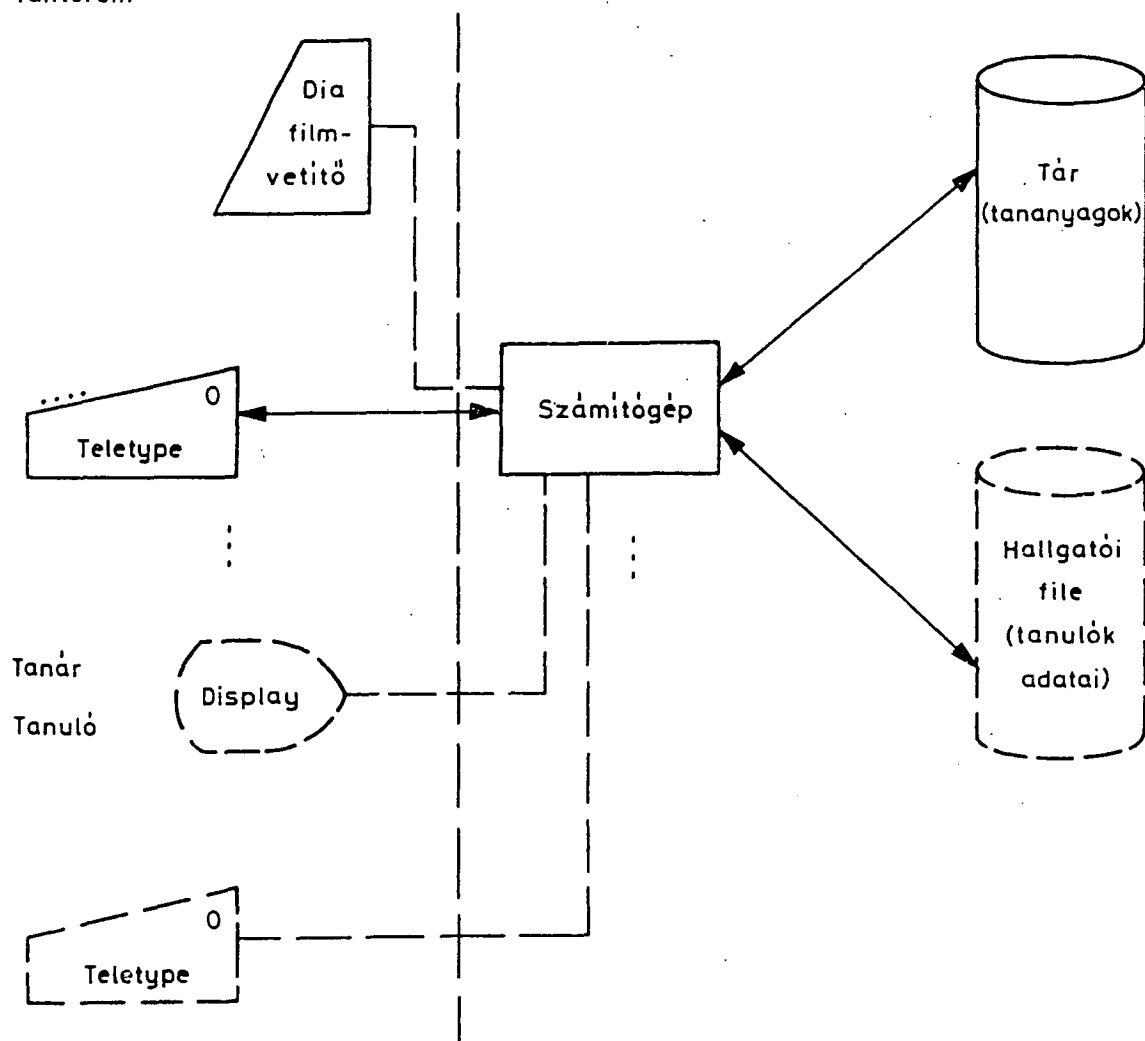 Dia
film-
vetítő
Tár
(tananyagok)
Számítógép
O
Teletype
Hallgatói
file
(tanulók
adatai)
Tanár
Tanuló
Display
O
Teletype